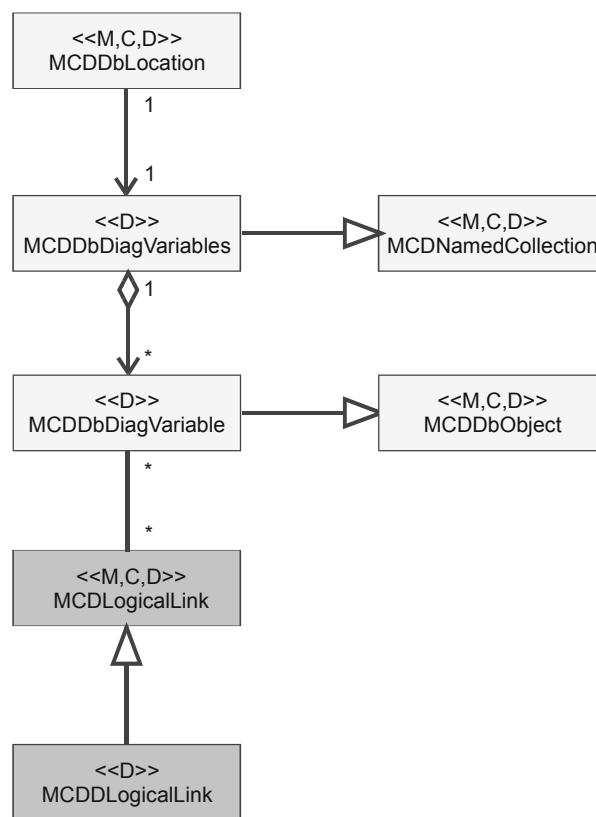 <<M,C,D>>
MCDDbLocation
1
1
<<D>>
MCDDbDiagVariables
<<M,C,D>>
MCDNamedCollection
1
*
<<D>>
MCDDbDiagVariable
<<M,C,D>>
MCDDbObject
*
*
<<M,C,D>>
MCDLogicalLink
<<D>>
MCDDLogicalLink